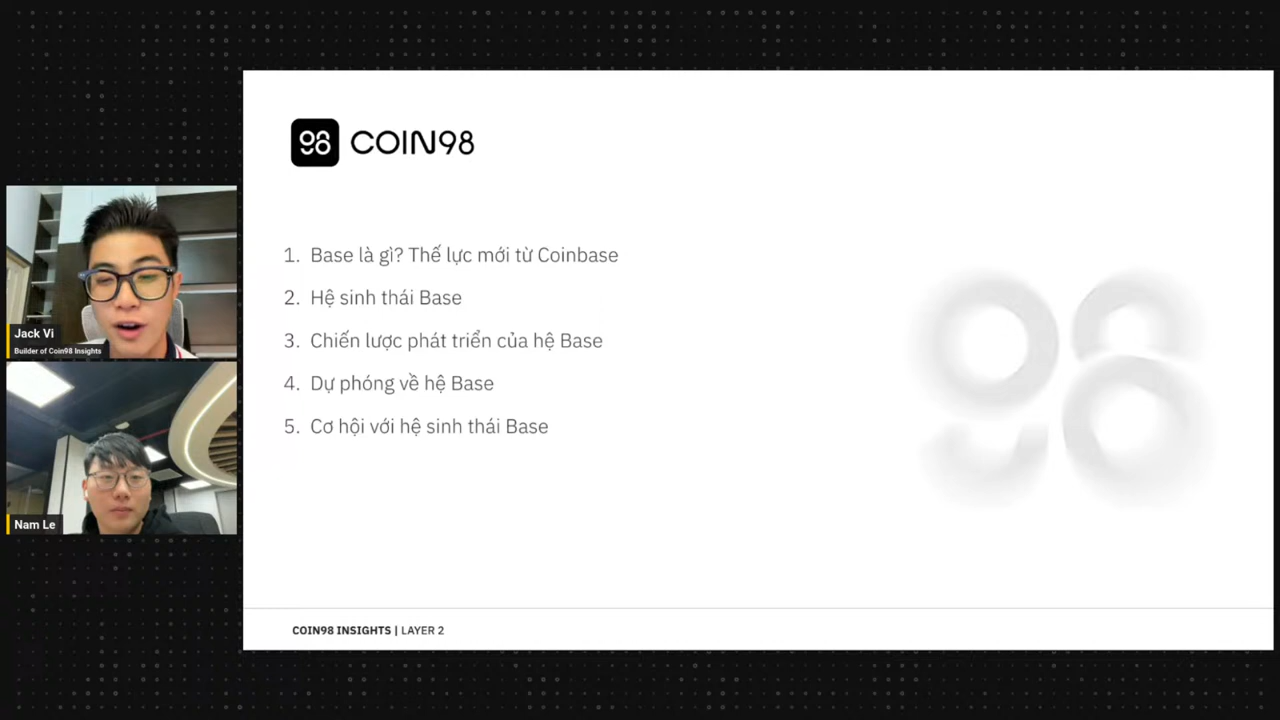 98 COIN98
1. Base là gì? Thế lực mới từ Coinbase
2. Hệ sinh thái Base
3. Chiến lược phát triển của hệ Base
4. Dự phóng về hệ Base
5. Cơ hội với hệ sinh thái Base
98
COIN98 INSIGHTS | LAYER 2
Jack Vi
Builder of Coin98 Insights
Nam Le